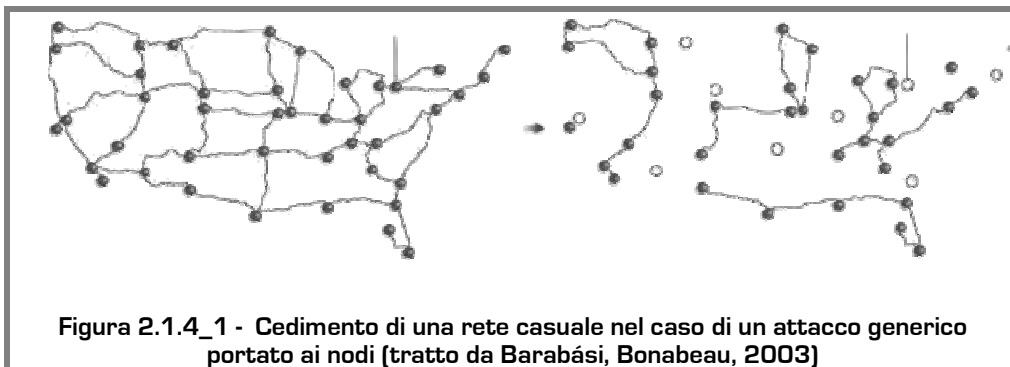 Figura 2.1.4_1 - Cedimento di una rete casuale nel caso di un attacco generico
portato ai nodi (tratto da Barabási, Bonabeau, 2003)